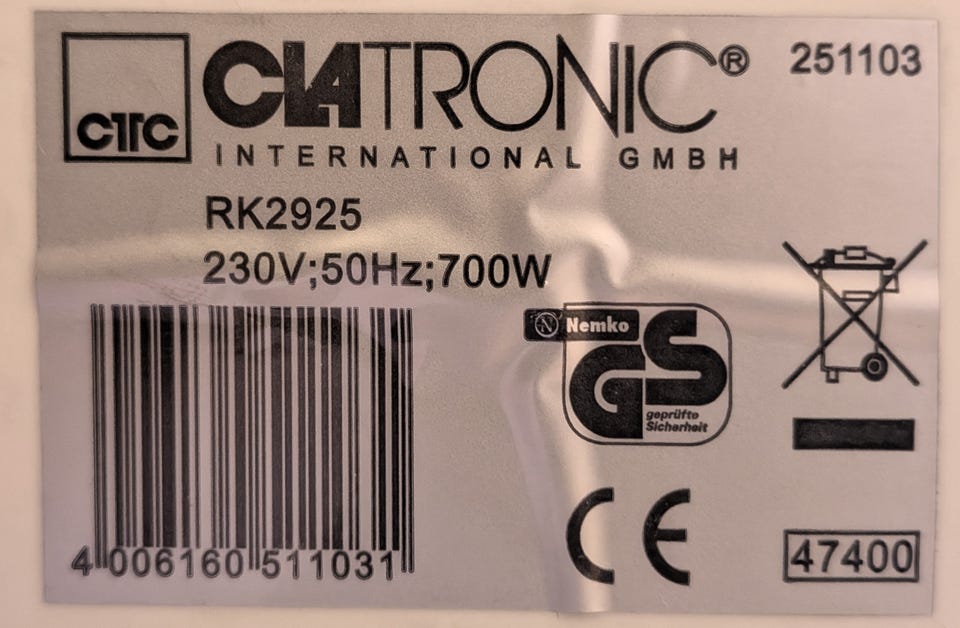 CTC
CLATRONIC®
INTERNATIONAL GMBH
251103
RK2925
230V;50Hz;700W
N Nemko
GS
geprüfte
Sicherheit
4 006160 511031
CE
47400